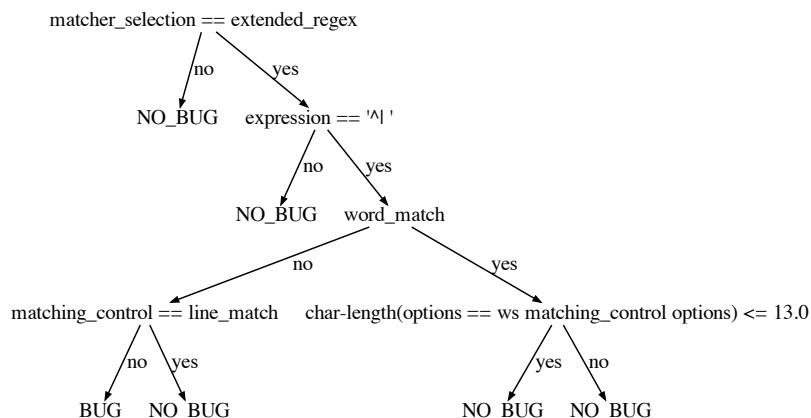 matcher_selection == extended_regex
no
yes
NO_BUG
expression == '^| '
no
yes
NO_BUG
word_match
no
yes
matching_control == line_match
char-length(options == ws matching_control options) <= 13.0
no
yes
yes
no
BUG
NO_BUG
NO_BUG
NO_BUG